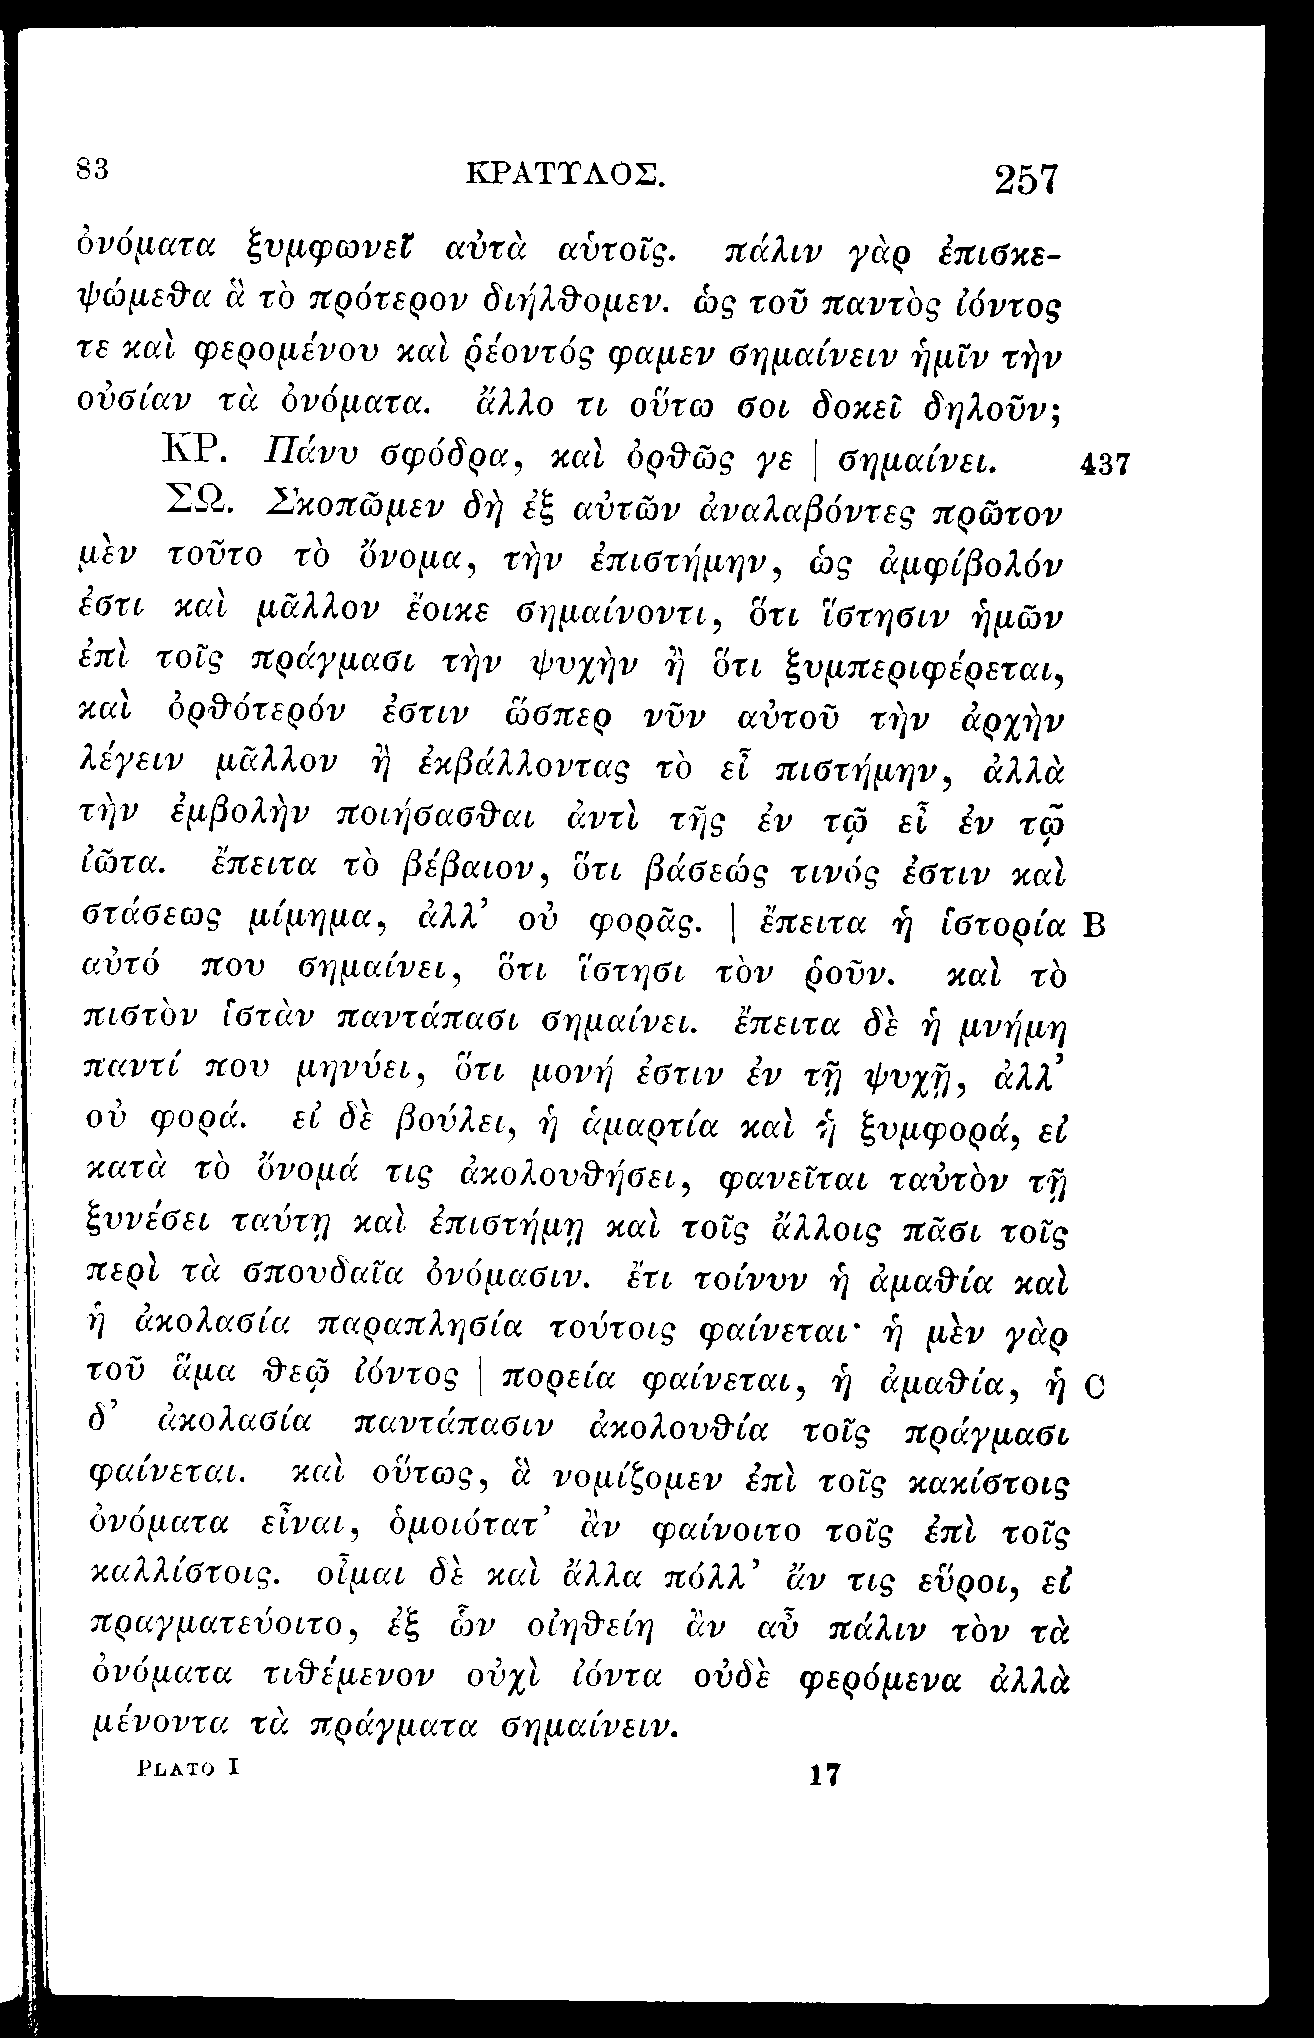 83 ΚΡΑΤΥΛΟΣ. 257
ὀνόματα ξυμφωνεῖ αὐτὰ αὑτοῖς. πάλιν γὰρ ἐπισκε-
ψώμεθα ἃ τὸ πρότερον διήλθομεν. ὡς τοῦ παντὸς ἰόντος
τε καὶ φερομένου καὶ ῥέοντός φαμεν σημαίνειν ἡμῖν τὴν
οὐσίαν τὰ ὀνόματα. ἄλλο τι οὕτω σοι δοκεῖ δηλοῦν;
ΚΡ. Πάνυ σφόδρα, καὶ ὀρθῶς γε | σημαίνει. 437
ΣΩ. Σκοπῶμεν δὴ ἐξ αὐτῶν ἀναλαβόντες πρῶτον
μὲν τοῦτο τὸ ὄνομα, τὴν ἐπιστήμην, ὡς ἀμφίβολόν
ἐστι καὶ μᾶλλον ἔοικε σημαίνοντι, ὅτι ἵστησιν ἡμῶν
ἐπὶ τοῖς πράγμασι τὴν ψυχὴν ἢ ὅτι ξυμπεριφέρεται,
καὶ ὀρθότερόν ἐστιν ὥσπερ νῦν αὐτοῦ τὴν ἀρχὴν
λέγειν μᾶλλον ἢ ἐκβάλλοντας τὸ εἶ πιστήμην, ἀλλὰ
τὴν ἐμβολὴν ποιήσασθαι ἀντὶ τῆς ἐν τῷ εἶ ἐν τῷ
ἰῶτα. ἔπειτα τὸ βέβαιον, ὅτι βάσεώς τινός ἐστιν καὶ
στάσεως μίμημα, ἀλλ’ οὐ φορᾶς. | ἔπειτα ἡ ἱστορία B
αὐτό που σημαίνει, ὅτι ἵστησι τὸν ῥοῦν. καὶ τὸ
πιστὸν ἱστὰν παντάπασι σημαίνει. ἔπειτα δὲ ἡ μνήμη
παντί που μηνύει, ὅτι μονή ἐστιν ἐν τῇ ψυχῇ, ἀλλ’
οὐ φορά. εἰ δὲ βούλει, ἡ ἁμαρτία καὶ ἡ ξυμφορά, εἰ
κατὰ τὸ ὄνομά τις ἀκολουθήσει, φανεῖται ταὐτὸν τῇ
ξυνέσει ταύτῃ καὶ ἐπιστήμῃ καὶ τοῖς ἄλλοις πᾶσι τοῖς
περὶ τὰ σπουδαῖα ὀνόμασιν. ἔτι τοίνυν ἡ ἀμαθία καὶ
ἡ ἀκολασία παραπλησία τούτοις φαίνεται· ἡ μὲν γὰρ
τοῦ ἅμα θεῷ ἰόντος | πορεία φαίνεται, ἡ ἀμαθία, ἡ C
δ’ ἀκολασία παντάπασιν ἀκολουθία τοῖς πράγμασι
φαίνεται. καὶ οὕτως, ἃ νομίζομεν ἐπὶ τοῖς κακίστοις
ὀνόματα εἶναι, ὁμοιότατ’ ἂν φαίνοιτο τοῖς ἐπὶ τοῖς
καλλίστοις. οἶμαι δὲ καὶ ἄλλα πόλλ’ ἄν τις εὕροι, εἰ
πραγματεύοιτο, ἐξ ὧν οἰηθείη ἂν αὖ πάλιν τὸν τὰ
ὀνόματα τιθέμενον οὐχὶ ἰόντα οὐδὲ φερόμενα ἀλλὰ
μένοντα τὰ πράγματα σημαίνειν.
PLATO I 17